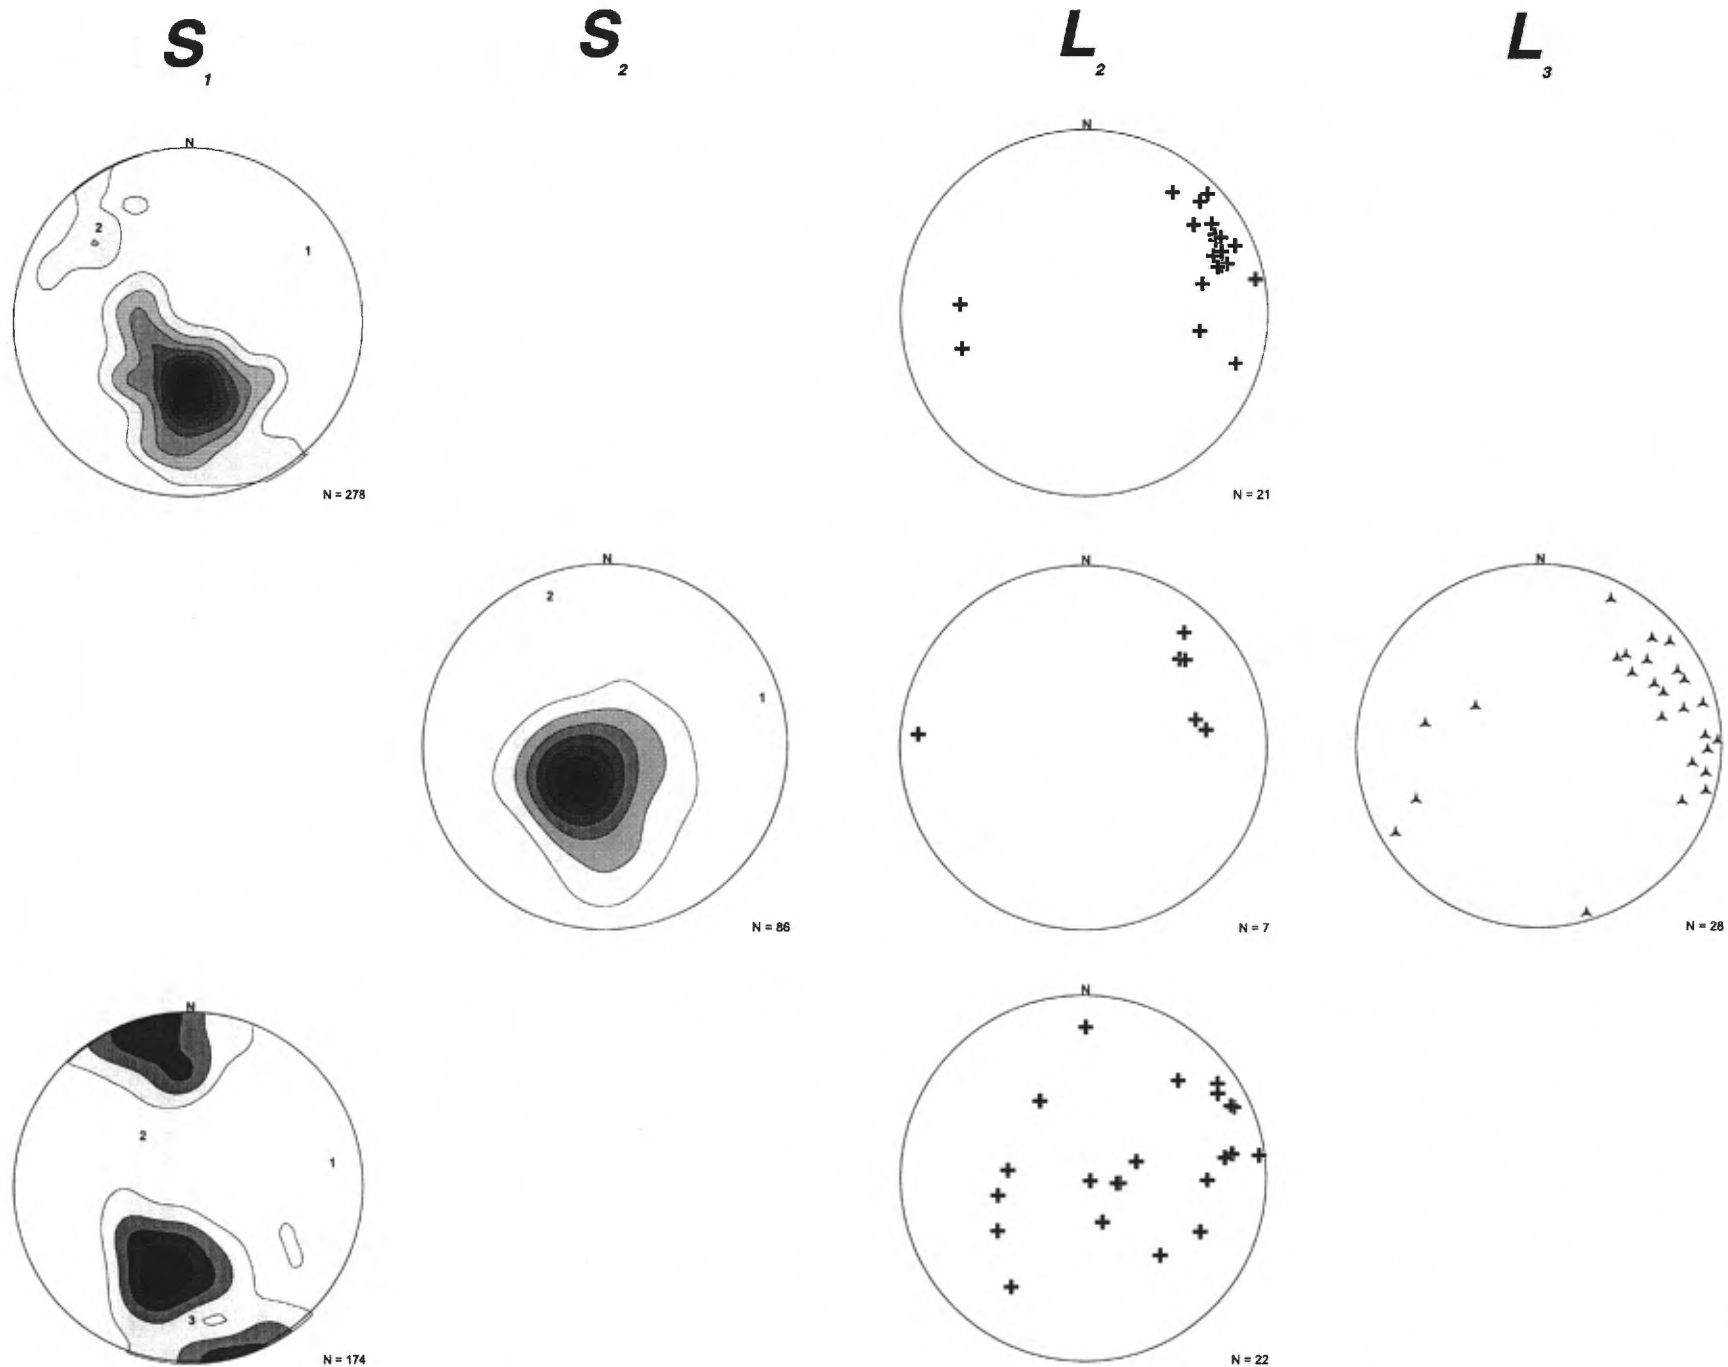 S1 S2 L2 L3
N N
2
1
N = 278 N = 21
N N N
2
1
N = 86 N = 7 N = 28
N N
2
1
3
N = 174 N = 22